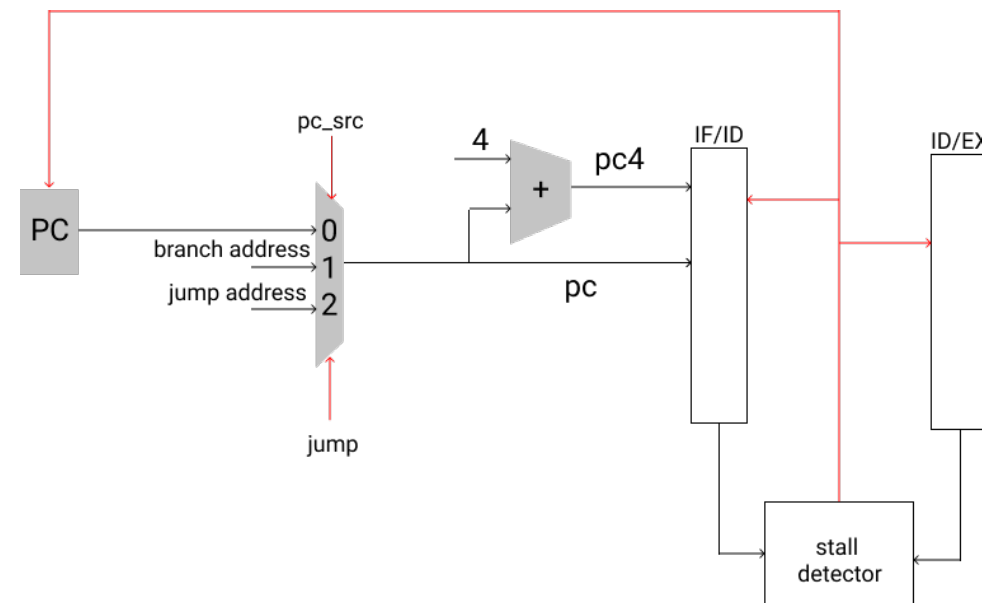 pc_src
4
pc4
IF/ID
ID/EX
+
PC
0
branch address
1
jump address
2
pc
jump
stall
detector